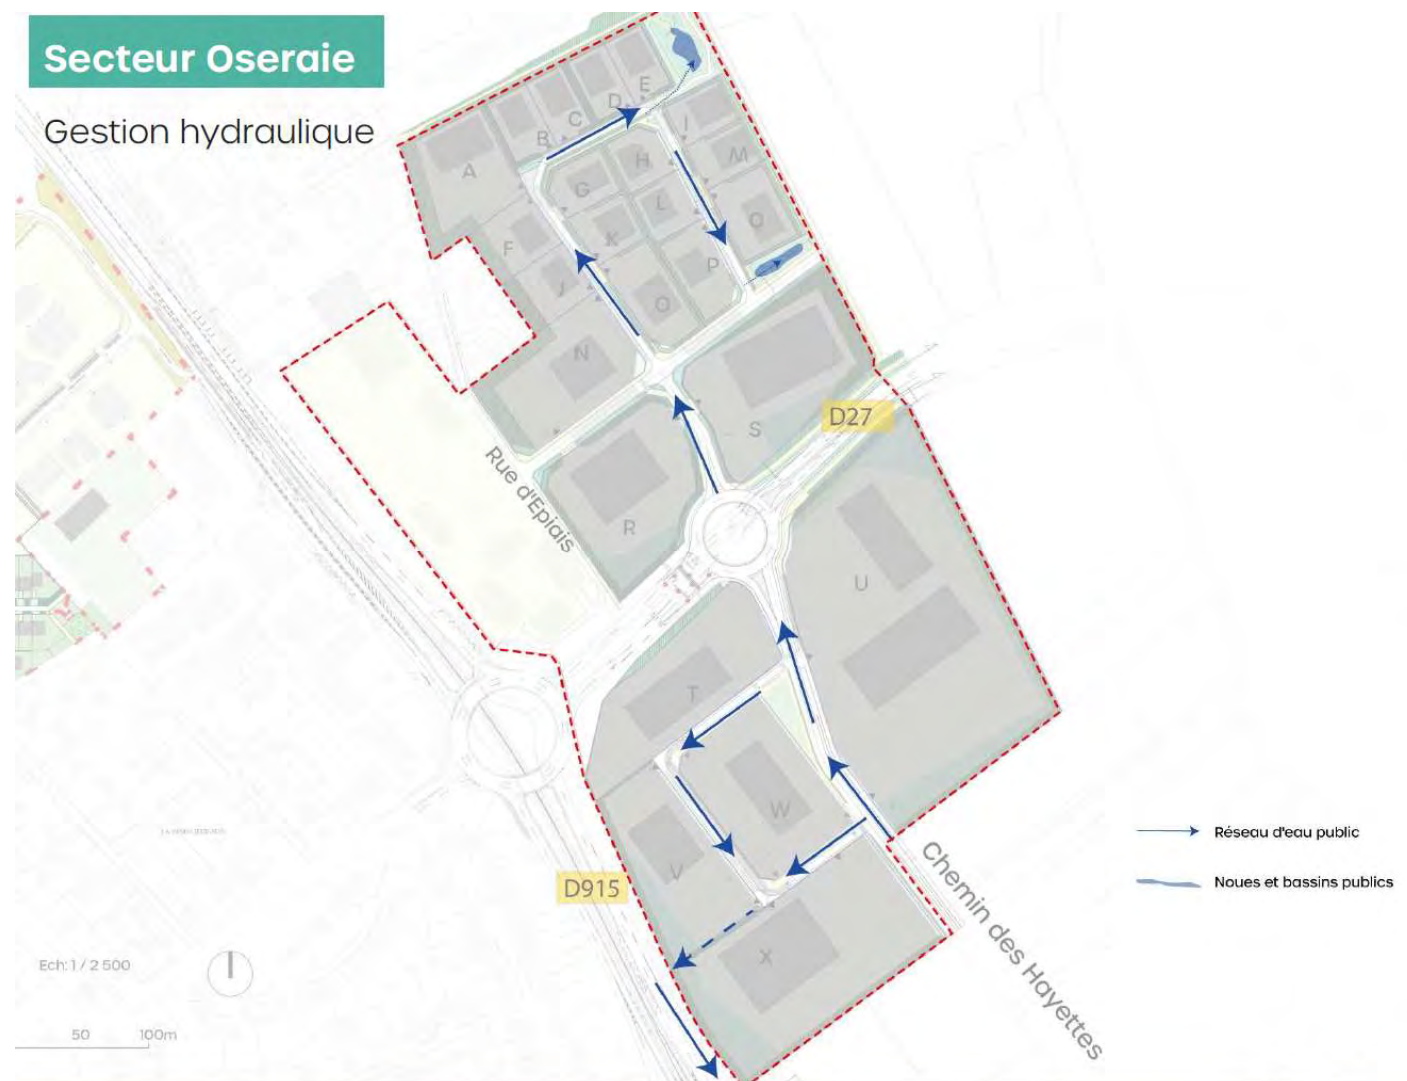 Secteur Oseraie
Gestion hydraulique
E
D
C
B
I
A
H
M
G
L
O
K
F
P
J
O
N
D27
S
Rue d'Epiais
R
U
T
W
Réseau d'eau public
V
Chemin des Hayettes
D915
Noues et bassins publics
X
Ech: 1 / 2 500
50
100m